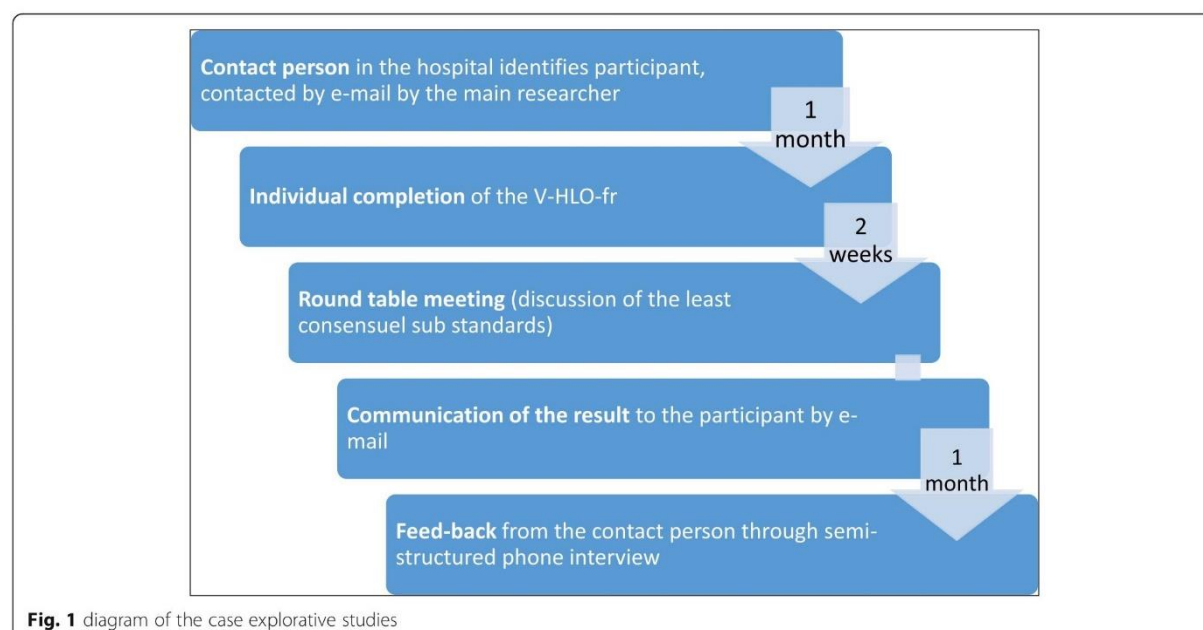 Contact person in the hospital identifies participant,
contacted by e-mail by the main researcher
1
month
Individual completion of the V-HLO-fr
2
weeks
Round table meeting (discussion of the least
consensuel sub standards)
Communication of the result to the participant by e-
mail
1
month
Feed-back from the contact person through semi-
structured phone interview
Fig. 1 diagram of the case explorative studies